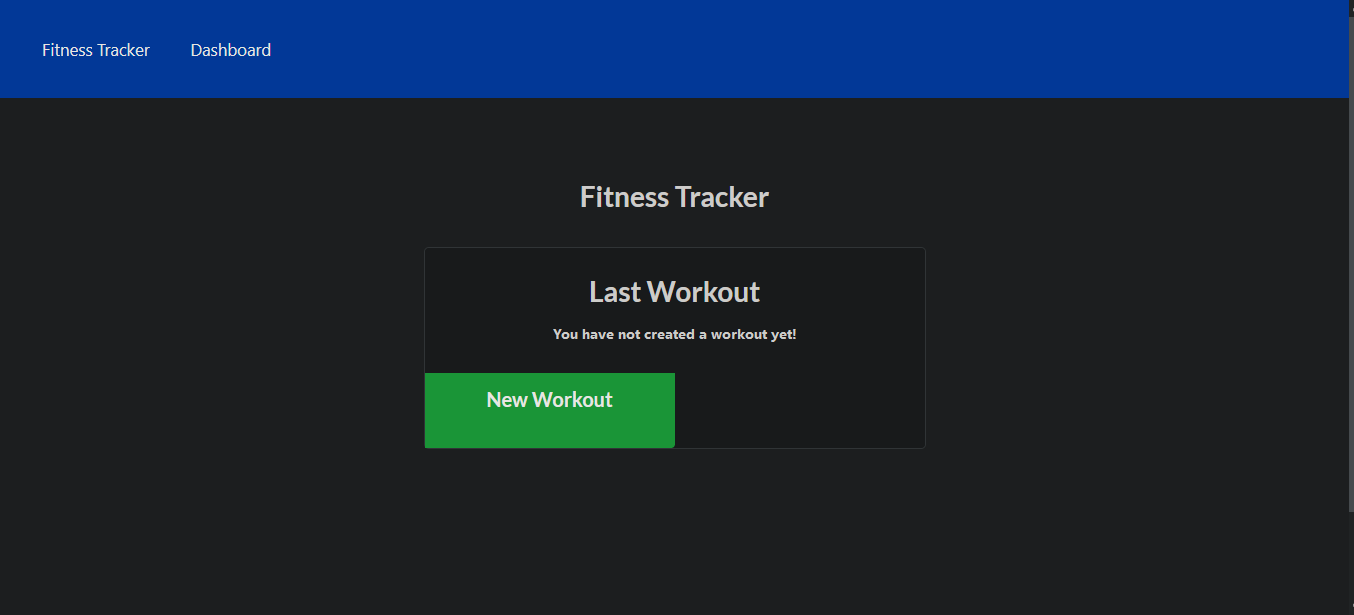 Fitness Tracker Dashboard
Fitness Tracker
Last Workout
You have not created a workout yet!
New Workout